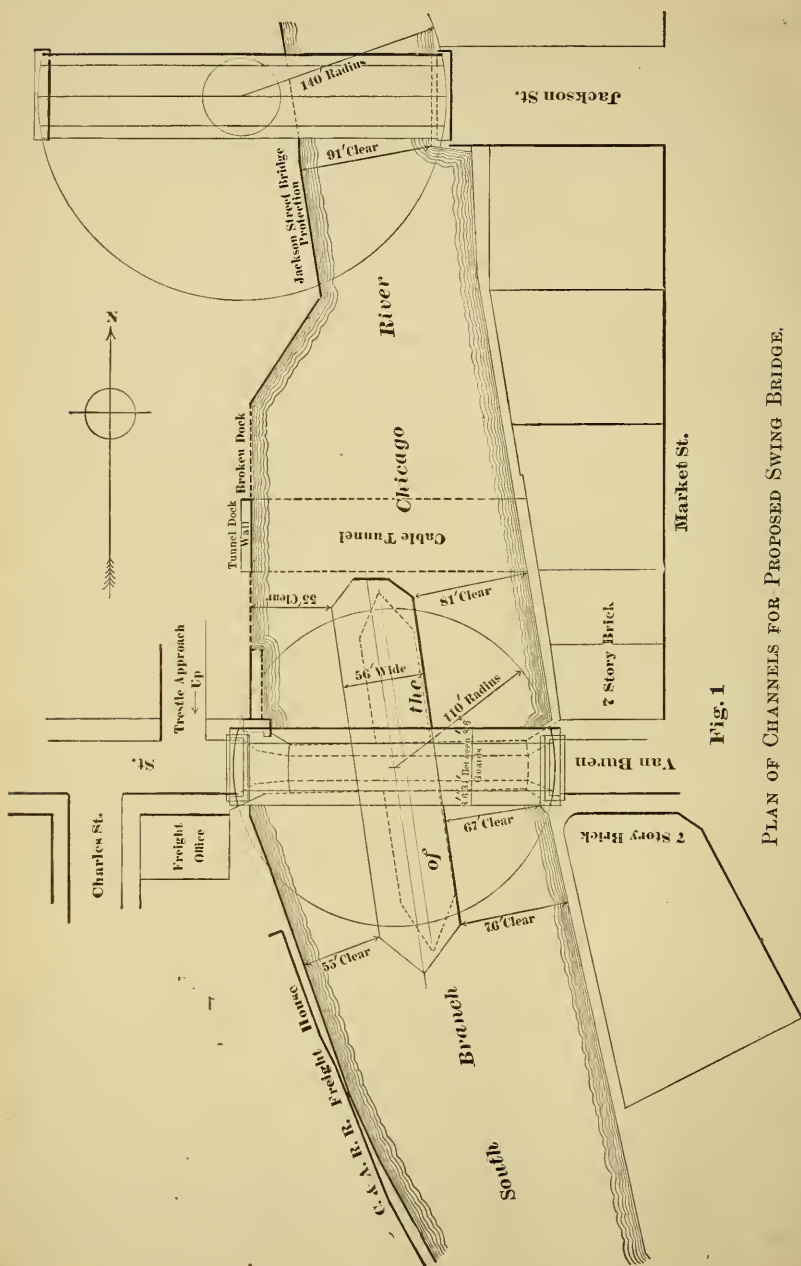 140' Radius
Jackson St.
91' Clear
Jackson Street Bridge
Protection
N
River
Chicago
Broken Dock
Tunnel Dock
Wall
Cable Tunnel
Market St.
55' Clear
81' Clear
Trestle Approach
Up
St.
56' Wide
the
110' Radius
7 Story Brick
Between
Guards
Van Buren
Charles St.
Freight
Office
67' Clear
of
7 Story Brick
55' Clear
76' Clear
C. & A. R. R. Freight House
Branch
South
Fig. 1
PLAN OF CHANNELS FOR PROPOSED SWING BRIDGE.